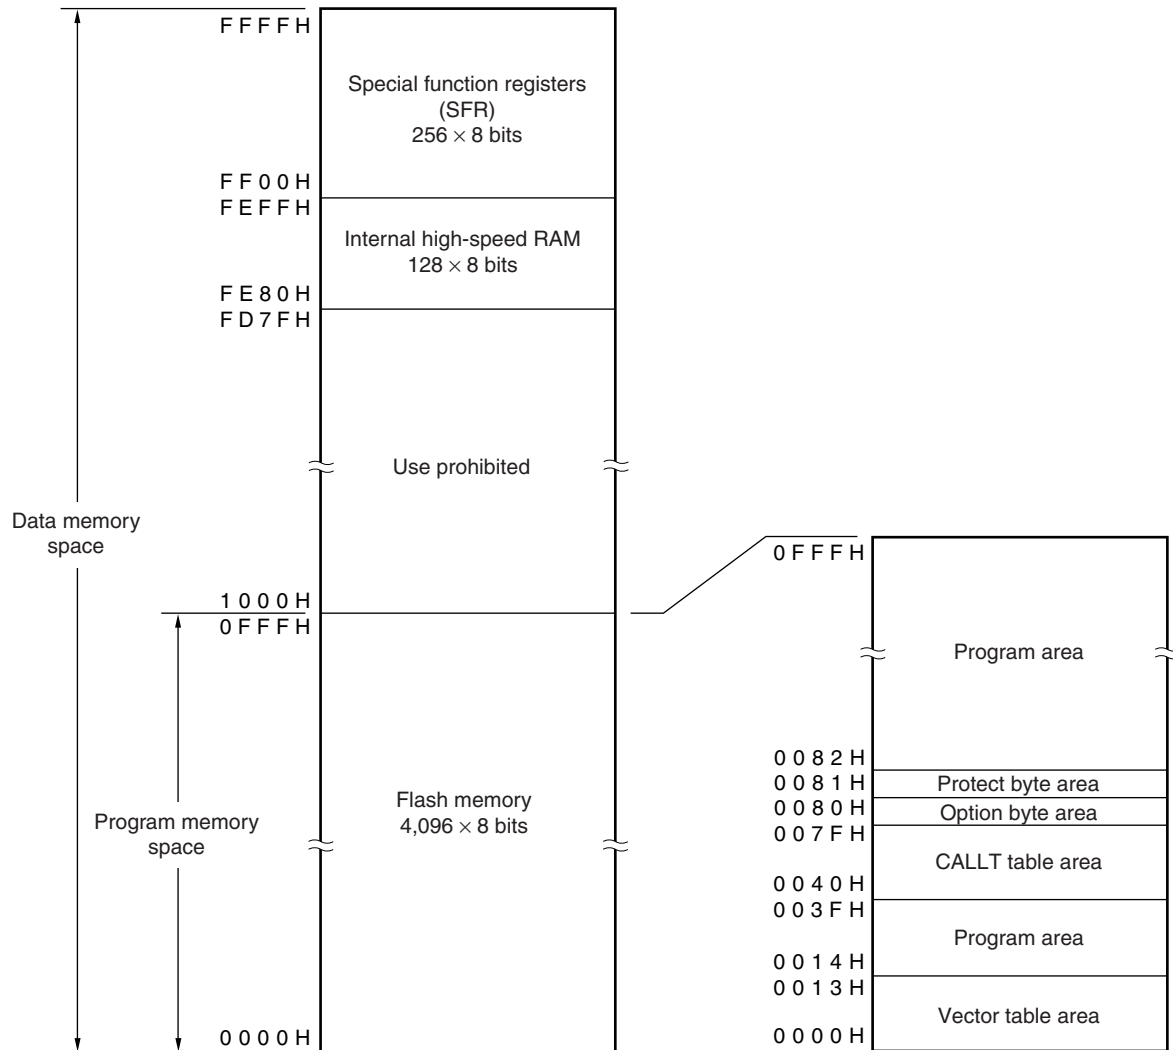 FFFFH
Special function registers
(SFR)
256 × 8 bits
FF00H
FEFFH
Internal high-speed RAM
128 × 8 bits
FE80H
FD7FH
Use prohibited
Data memory
space
1000H
0FFFH
Program memory
space
Flash memory
4,096 × 8 bits
0000H
0FFFH
Program area
0082H
0081H
Protect byte area
0080H
Option byte area
007FH
CALLT table area
0040H
003FH
Program area
0014H
0013H
Vector table area
0000H